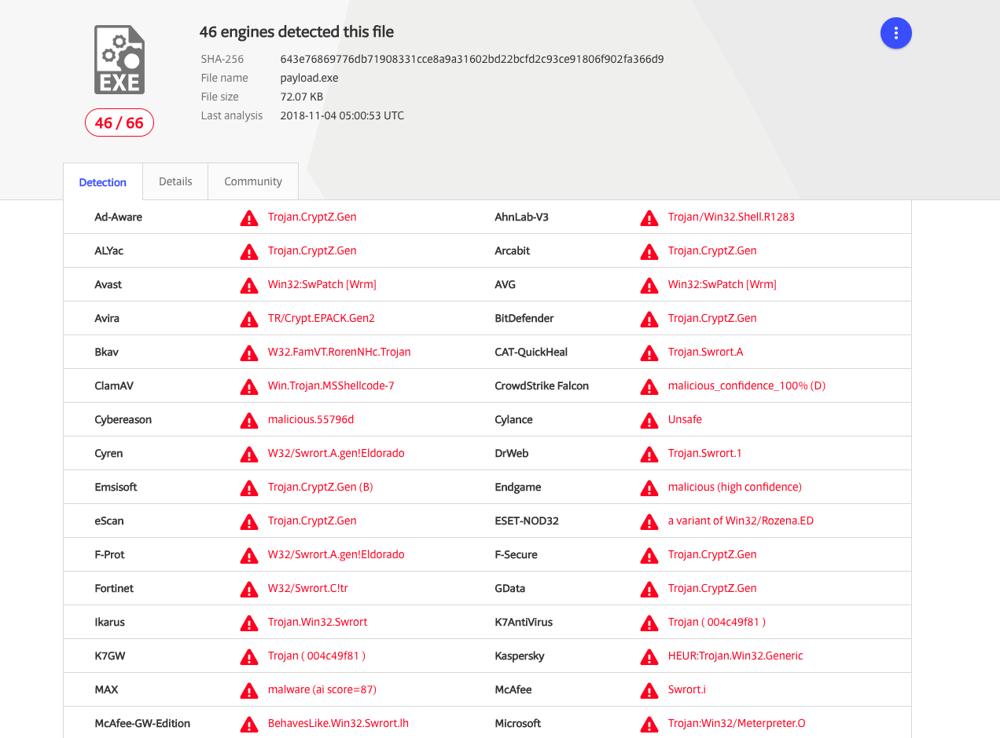 46 engines detected this file
SHA-256 643e76869776db71908331cce8a9a31602bd22bcfd2c93ce91806f902fa366d9
File name payload.exe
File size 72.07 KB
Last analysis 2018-11-04 05:00:53 UTC
EXE
46 / 66
Detection Details Community
Ad-Aware Trojan.CryptZ.Gen AhnLab-V3 Trojan/Win32.Shell.R1283
ALYac Trojan.CryptZ.Gen Arcabit Trojan.CryptZ.Gen
Avast Win32:SwPatch [Wrm] AVG Win32:SwPatch [Wrm]
Avira TR/Crypt.EPACK.Gen2 BitDefender Trojan.CryptZ.Gen
Bkav W32.FamVT.RorenNHc.Trojan CAT-QuickHeal Trojan.Swrort.A
ClamAV Win.Trojan.MSShellcode-7 CrowdStrike Falcon malicious_confidence_100% (D)
Cybereason malicious.55796d Cylance Unsafe
Cyren W32/Swrort.A.gen!Eldorado DrWeb Trojan.Swrort.1
Emsisoft Trojan.CryptZ.Gen (B) Endgame malicious (high confidence)
eScan Trojan.CryptZ.Gen ESET-NOD32 a variant of Win32/Rozena.ED
F-Prot W32/Swrort.A.gen!Eldorado F-Secure Trojan.CryptZ.Gen
Fortinet W32/Swrort.C!tr GData Trojan.CryptZ.Gen
Ikarus Trojan.Win32.Swrort K7AntiVirus Trojan ( 004c49f81 )
K7GW Trojan ( 004c49f81 ) Kaspersky HEUR:Trojan.Win32.Generic
MAX malware (ai score=87) McAfee Swrort.i
McAfee-GW-Edition BehavesLike.Win32.Swrort.lh Microsoft Trojan:Win32/Meterpreter.O